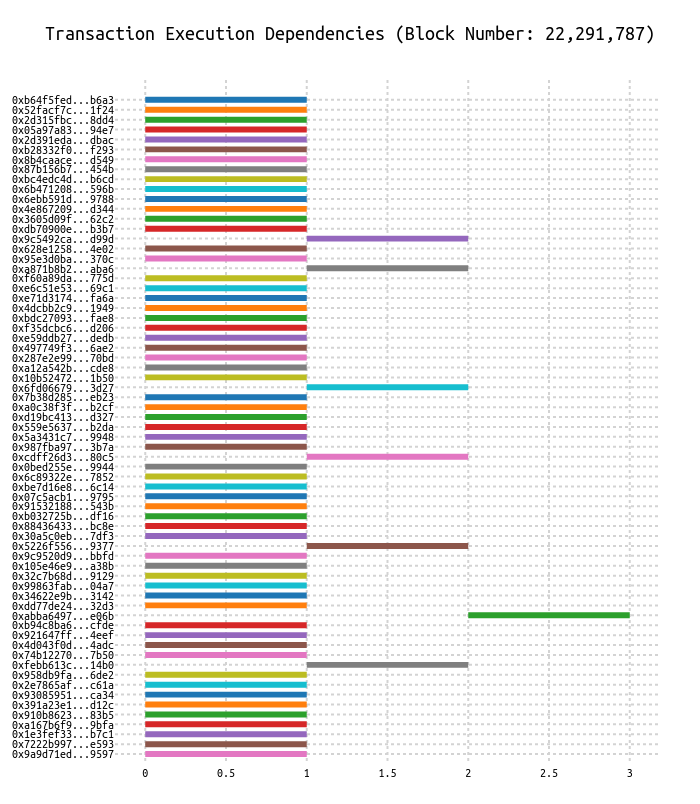 Transaction Execution Dependencies (Block Number: 22,291,787)
0xb64f5fed...b6a3
0x52facf7c...1f24
0x2d315fbc...8dd4
0x05a97a83...94e7
0x2d391eda...dbac
0xb28332f0...f293
0x8b4caace...d549
0x87b156b7...454b
0xbc4edc4d...b6cd
0x6b471208...596b
0x6ebb591d...9788
0x4e867209...d344
0x3605d09f...62c2
0xdb70900e...b3b7
0x9c5492ca...d99d
0x628e1258...4e02
0x95e3d0ba...370c
0xa871b8b2...aba6
0xf60a89da...775d
0xe6c51e53...69c1
0xe71d3174...fa6a
0x4dcbb2c9...1949
0xbdc27093...fae8
0xf35dcbc6...d206
0xe59ddb27...dedb
0x497749f3...6ae2
0x287e2e99...70bd
0xa12a542b...cde8
0x10b52472...1b50
0x6fd06679...3d27
0x7b38d285...eb23
0xa0c38f3f...b2cf
0xd19bc413...d327
0x559e5637...b2da
0x5a3431c7...9948
0x987fba97...3b7a
0xcdff26d3...80c5
0x0bed255e...9944
0x6c89322e...7852
0xbe7d16e8...6c14
0x07c5acb1...9795
0x91532188...543b
0xb032725b...df16
0x88436433...bc8e
0x30a5c0eb...7df3
0x5226f556...9377
0x9c9520d9...bbfd
0x105e46e9...a38b
0x32c7b68d...9129
0x99863fab...04a7
0x34622e9b...3142
0xdd77de24...32d3
0xabba6497...e06b
0xb94c8ba6...cfde
0x921647ff...4eef
0x4d043f0d...4adc
0x74b12270...7b50
0xfebb613c...14b0
0x958db9fa...6de2
0x2e7865af...c61a
0x93085951...ca34
0x391a23e1...d12c
0x910b8623...83b5
0xa167b6f9...9bfa
0x1e3fef33...b7c1
0x7222b997...e593
0x9a9d71ed...9597
0 0.5 1 1.5 2 2.5 3